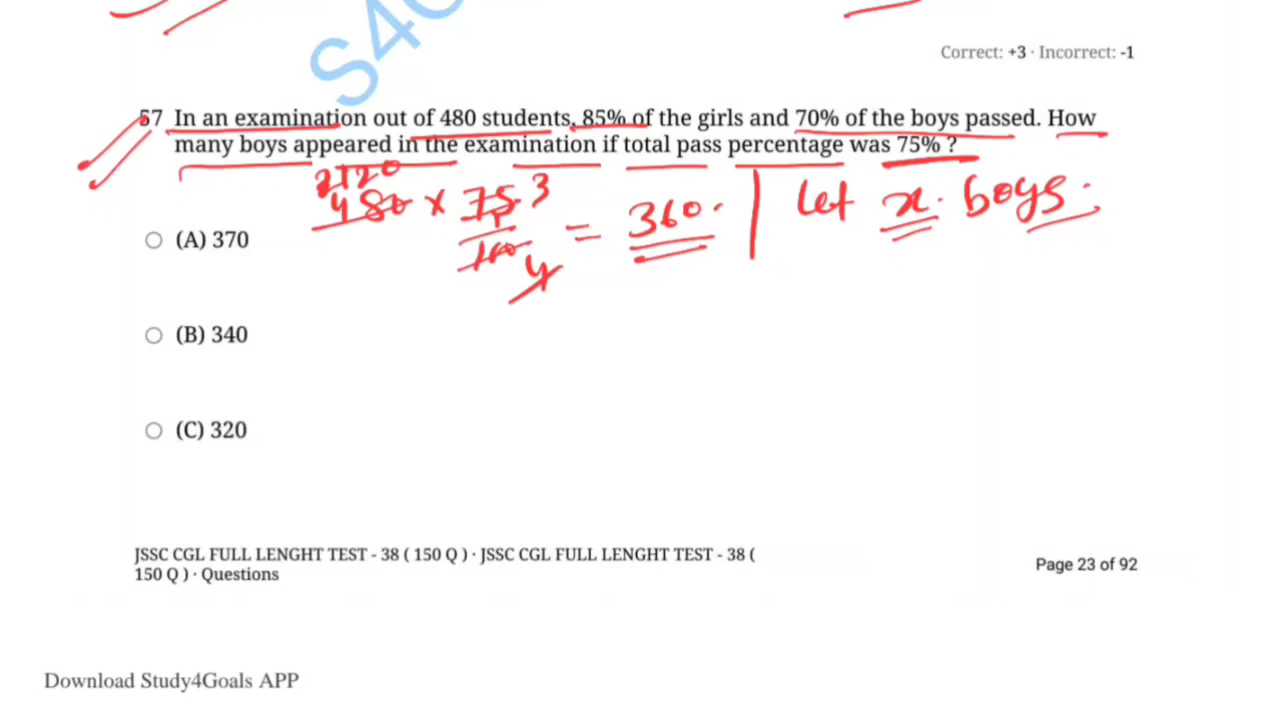 S4G
Correct: +3 · Incorrect: -1
57 In an examination out of 480 students, 85% of the girls and 70% of the boys passed. How
many boys appeared in the examination if total pass percentage was 75% ?
480 × 75 3 = 360. | let x. boys.
100 4
(A) 370
(B) 340
(C) 320
JSSC CGL FULL LENGHT TEST - 38 ( 150 Q ) · JSSC CGL FULL LENGHT TEST - 38 (
150 Q ) · Questions
Page 23 of 92
Download Study4Goals APP